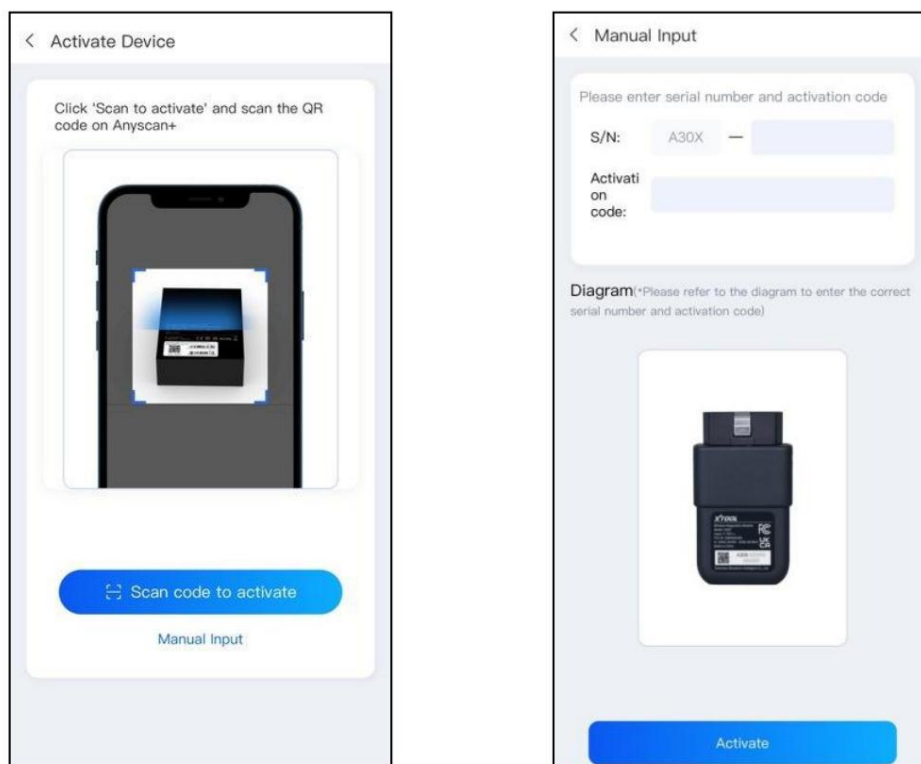 Activate Device
Click 'Scan to activate' and scan the QR
code on Anyscan+
Scan code to activate
Manual Input
Manual Input
Please enter serial number and activation code
S/N:
A30X —
Activati
on
code:
Diagram(*Please refer to the diagram to enter the correct
serial number and activation code)
XTOOL
Activate